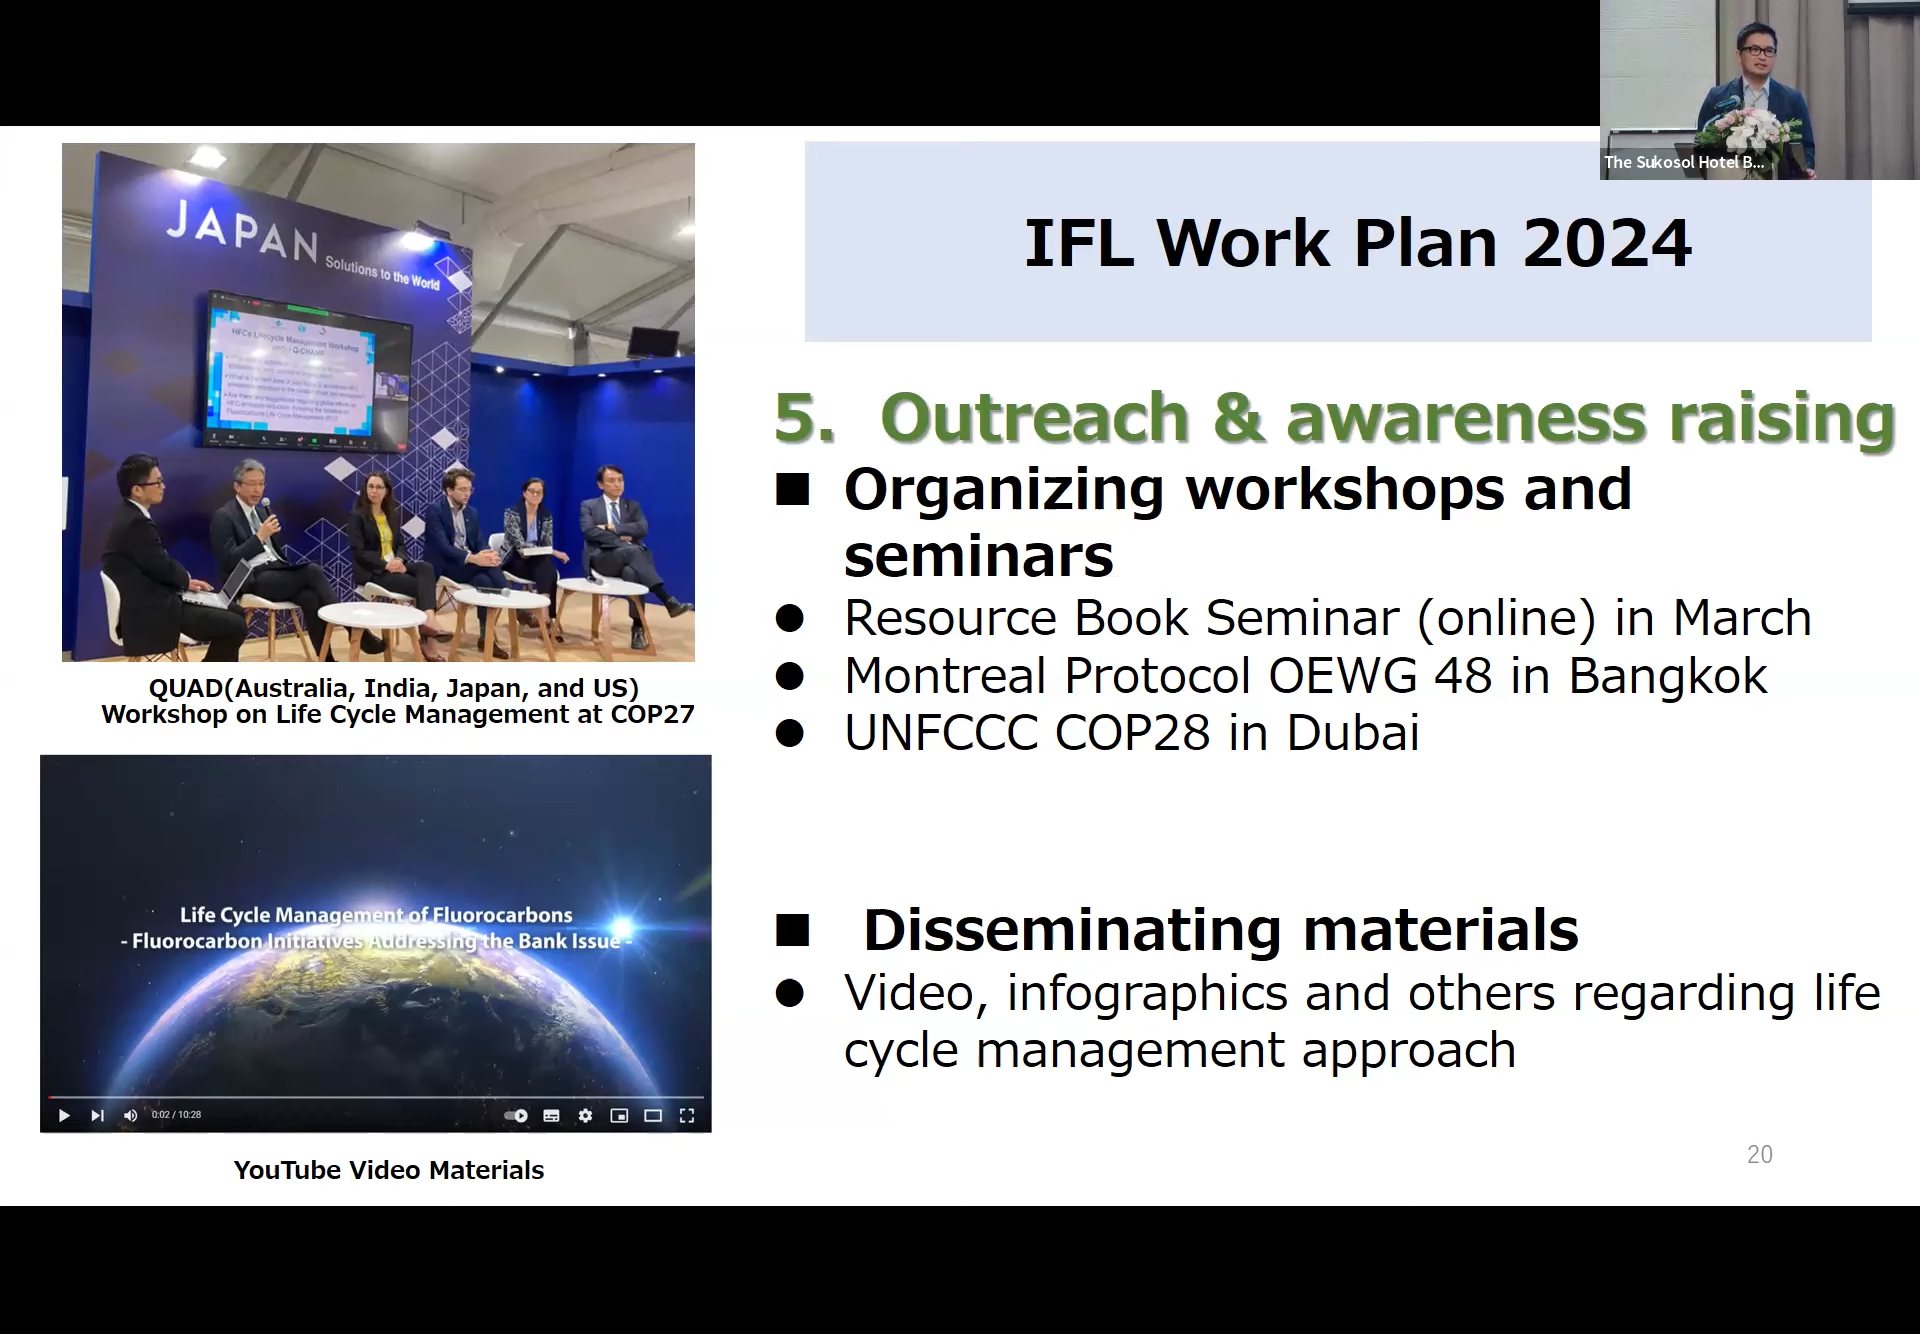 The Sukosol Hotel B...
JAPAN
Solutions to the World
HFCs Lifecycle Management Workshop
QUAD(Australia, India, Japan, and US)
Workshop on Life Cycle Management at COP27
Life Cycle Management of Fluorocarbons
- Fluorocarbon Initiatives Addressing the Bank Issue -
0:02 / 10:28
YouTube Video Materials
IFL Work Plan 2024
5. Outreach & awareness raising
■ Organizing workshops and
seminars
● Resource Book Seminar (online) in March
● Montreal Protocol OEWG 48 in Bangkok
● UNFCCC COP28 in Dubai
■ Disseminating materials
● Video, infographics and others regarding life
cycle management approach
20